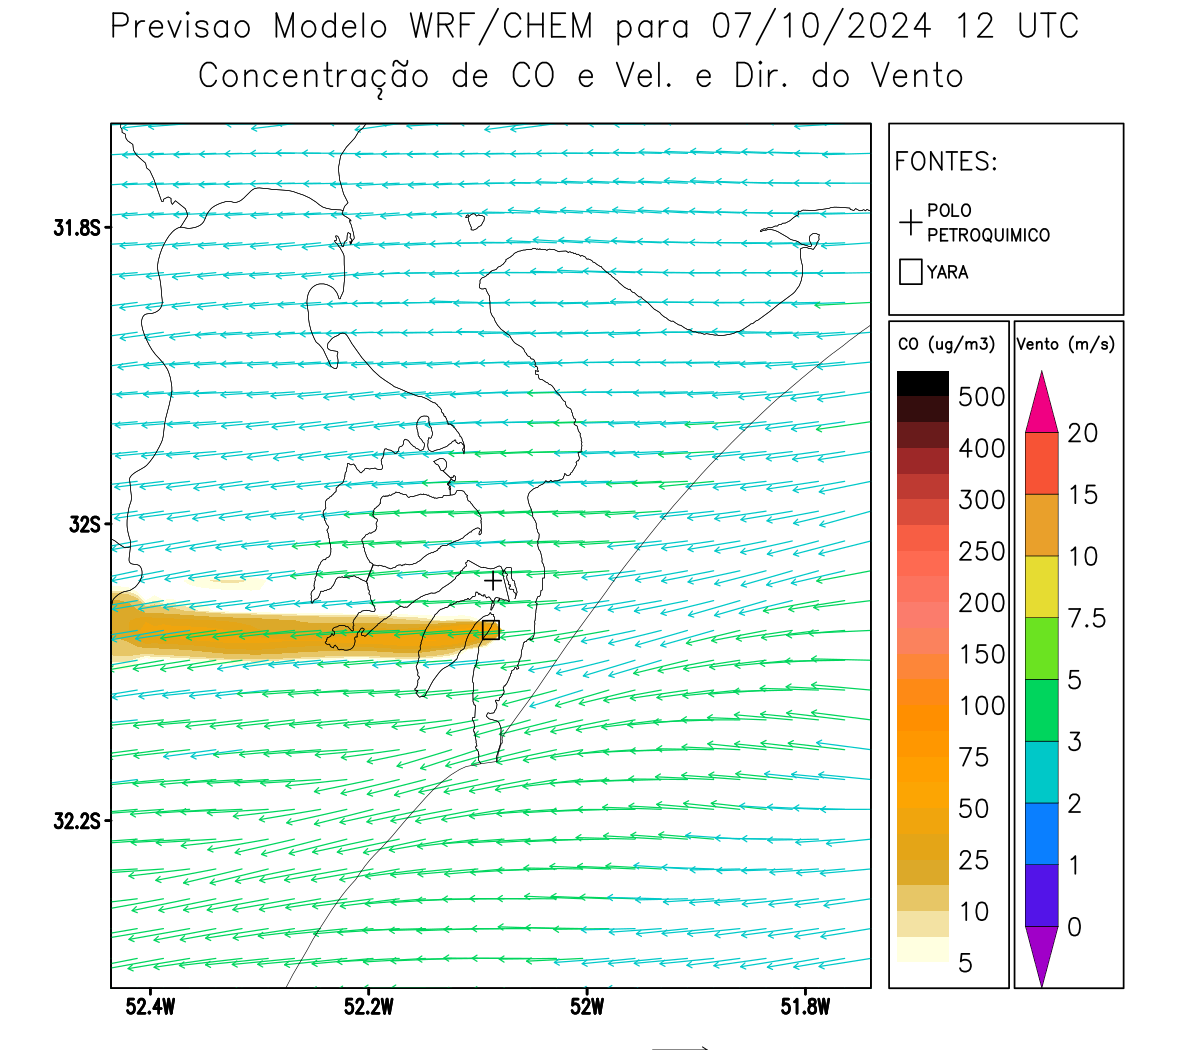 Previsao Modelo WRF/CHEM para 07/10/2024 12 UTC
Concentração de CO e Vel. e Dir. do Vento
FONTES:
POLO
PETROQUIMICO
YARA
CO (ug/m3)
500
400
300
250
200
150
100
75
50
25
10
5
Vento (m/s)
20
15
10
7.5
5
3
2
1
0
31.8S
32S
32.2S
52.4W
52.2W
52W
51.8W